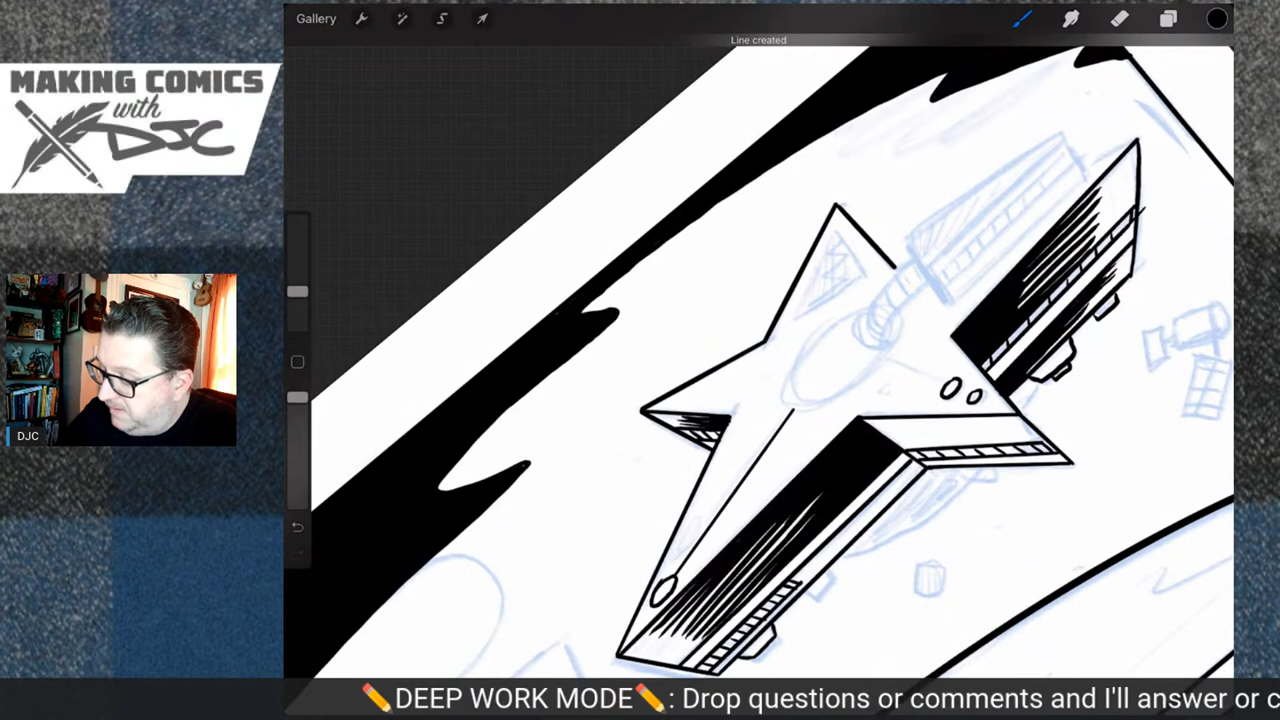 Gallery
Line created
MAKING COMICS
with
DJC
DJC
✏️DEEP WORK MODE✏️: Drop questions or comments and I'll answer or c